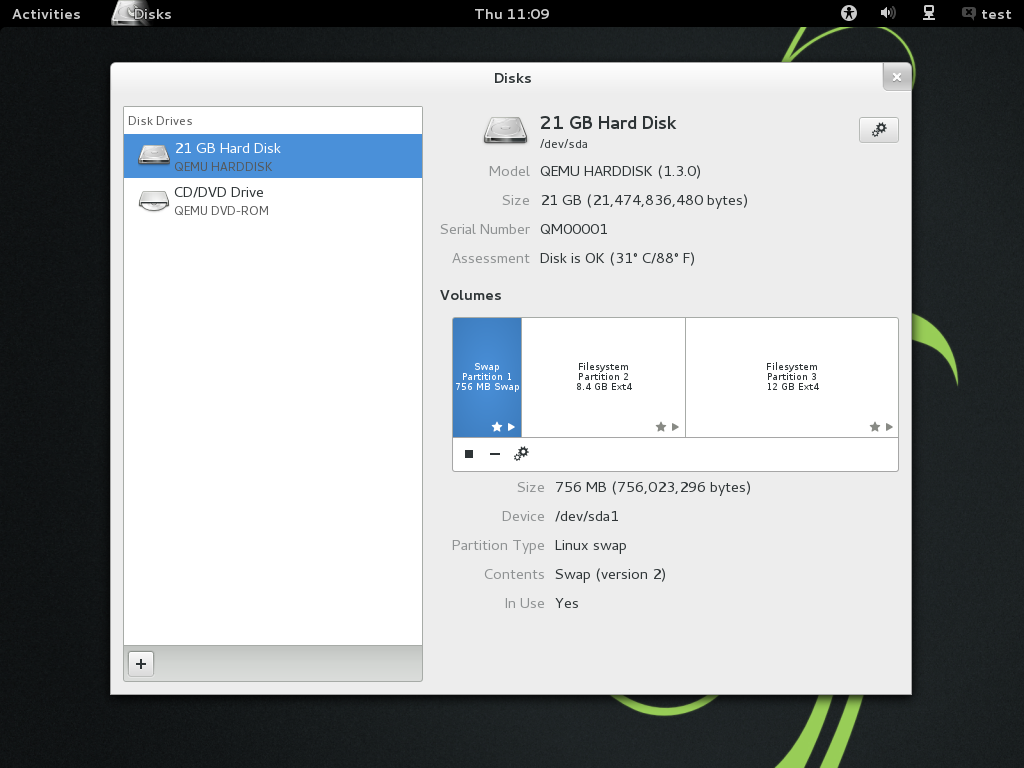 Activities Disks Thu 11:09 test
Disks
Disk Drives
21 GB Hard Disk
QEMU HARDDISK
CD/DVD Drive
QEMU DVD-ROM
21 GB Hard Disk
/dev/sda
Model QEMU HARDDISK (1.3.0)
Size 21 GB (21,474,836,480 bytes)
Serial Number QM00001
Assessment Disk is OK (31° C/88° F)
Volumes
Swap
Partition 1
756 MB Swap
Filesystem
Partition 2
8.4 GB Ext4
Filesystem
Partition 3
12 GB Ext4
Size 756 MB (756,023,296 bytes)
Device /dev/sda1
Partition Type Linux swap
Contents Swap (version 2)
In Use Yes